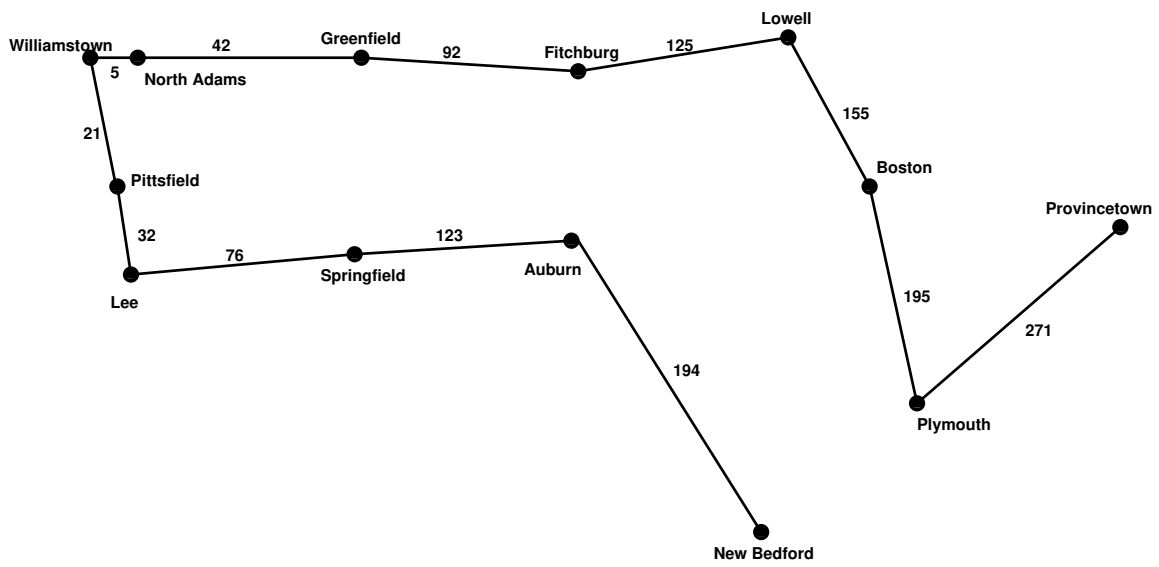 Lowell
Williamstown
42
Greenfield
92
Fitchburg
125
5
North Adams
155
21
Pittsfield
Boston
Provincetown
32
76
123
Springfield
Auburn
Lee
195
271
194
Plymouth
New Bedford